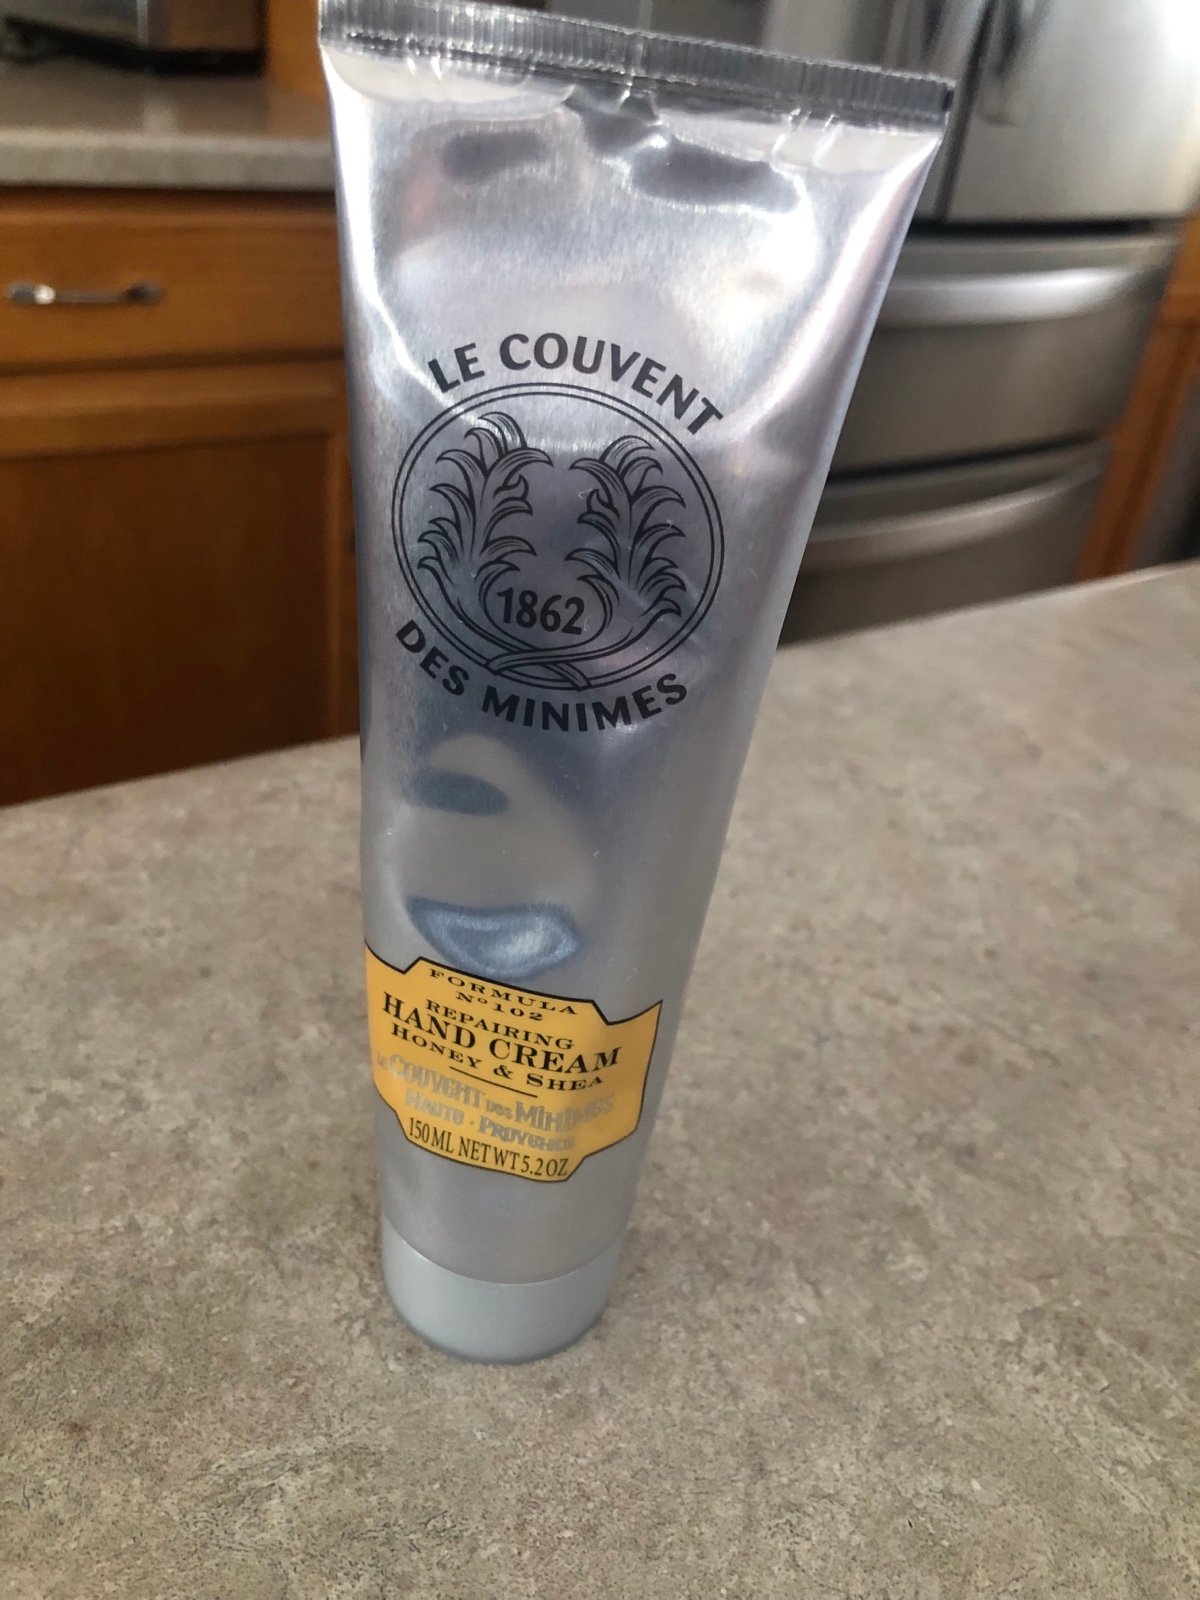 LE COUVENT
1862
DES MINIMES
FORMULA
Nº 102
REPAIRING
HAND CREAM
HONEY & SHEA
LE COUVENT DES MINIMES
HAUTE · PROVENCE
150 ML NET WT 5.2 OZ